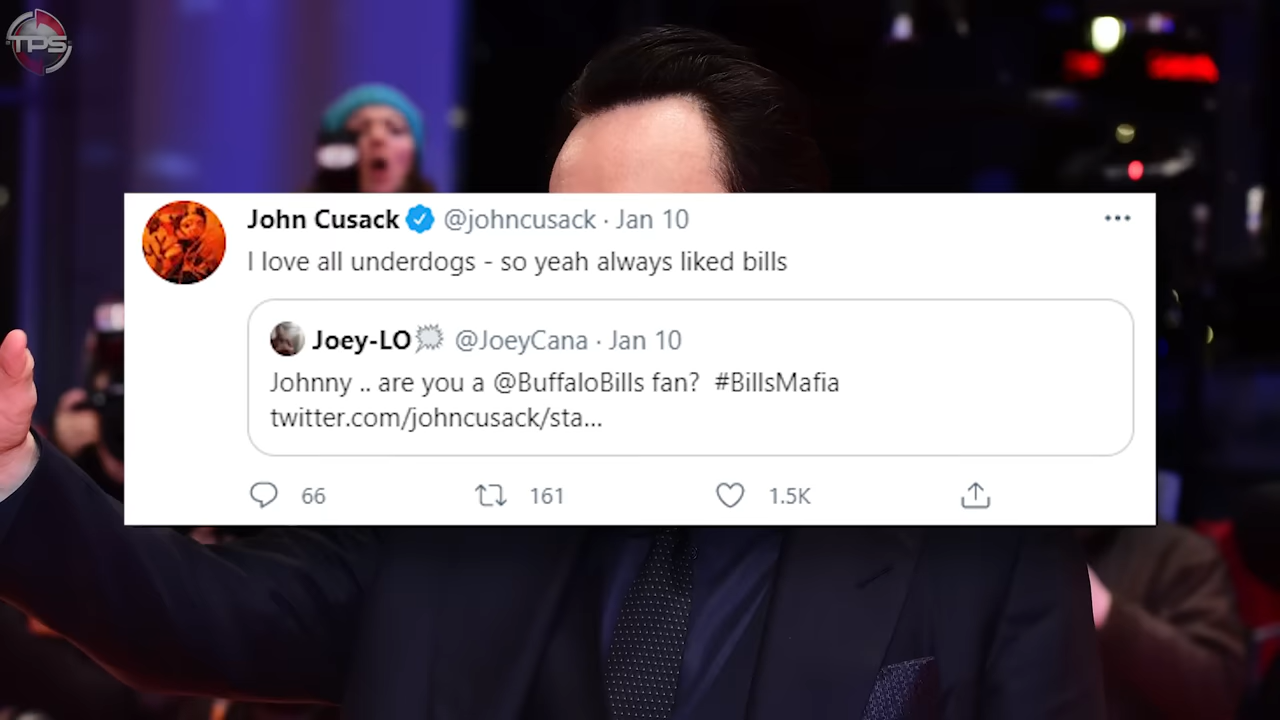 TPS
John Cusack @johncusack · Jan 10
I love all underdogs - so yeah always liked bills
Joey-LO @JoeyCana · Jan 10
Johnny .. are you a @BuffaloBills fan? #BillsMafia
twitter.com/johncusack/sta...
66 161 1.5K